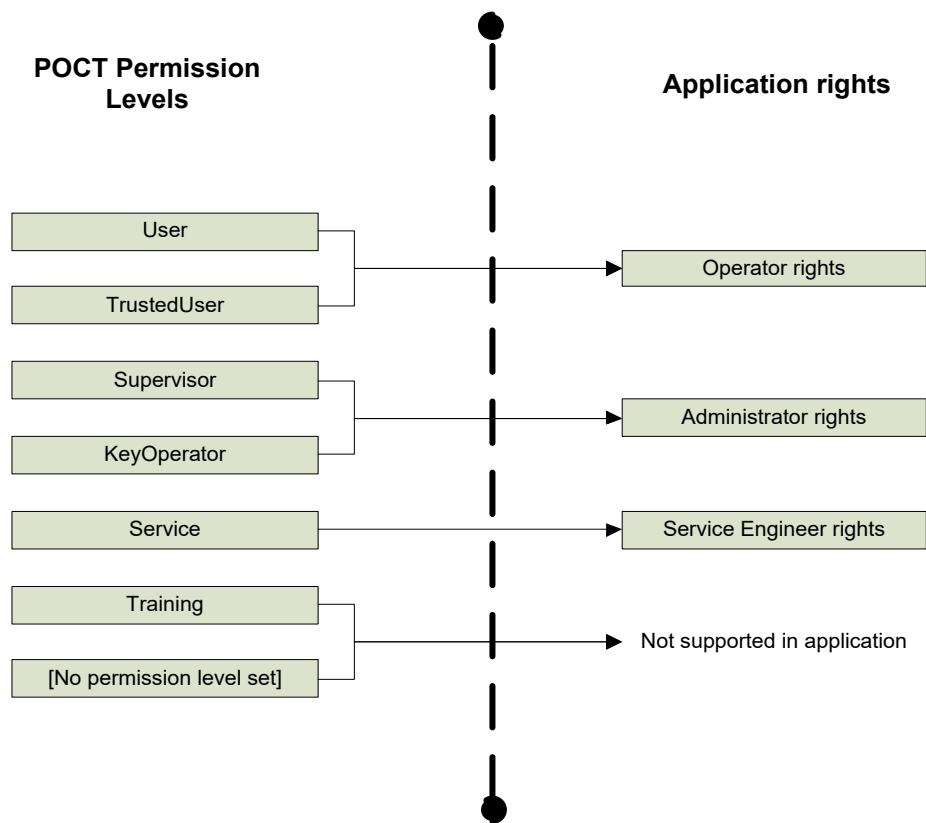 POCT Permission
Levels
Application rights
User
TrustedUser
Operator rights
Supervisor
KeyOperator
Administrator rights
Service
Service Engineer rights
Training
[No permission level set]
Not supported in application